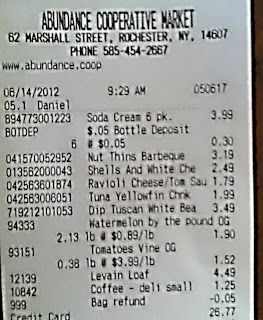 ABUNDANCE COOPERATIVE MARKET
62 MARSHALL STREET, ROCHESTER, NY, 14607
PHONE 585-454-2667
www.abundance.coop
06/14/2012 9:29 AM 050617
05.1 Daniel
894773001223 Soda Cream 6 pk. 3.99
BOTDEP $.05 Bottle Deposit
6 # $0.05 0.30
041570052952 Nut Thins Barbeque 3.19
013562000043 Shells And White Che 2.49
042563601874 Ravioli Cheese/Tom Sau 1.79
042563006051 Tuna Yellowfin Chnk 1.99
719212101053 Dip Tuscan White Bea 3.49
94333 Watermelon by the pound OG
2.13 lb # $0.89/lb 1.90
93151 Tomatoes Vine OG
0.38 lb # $3.99/lb 1.52
12139 Levain Loaf 4.49
10842 Coffee - deli small 1.25
999 Bag refund -0.05
Credit Card 26.77